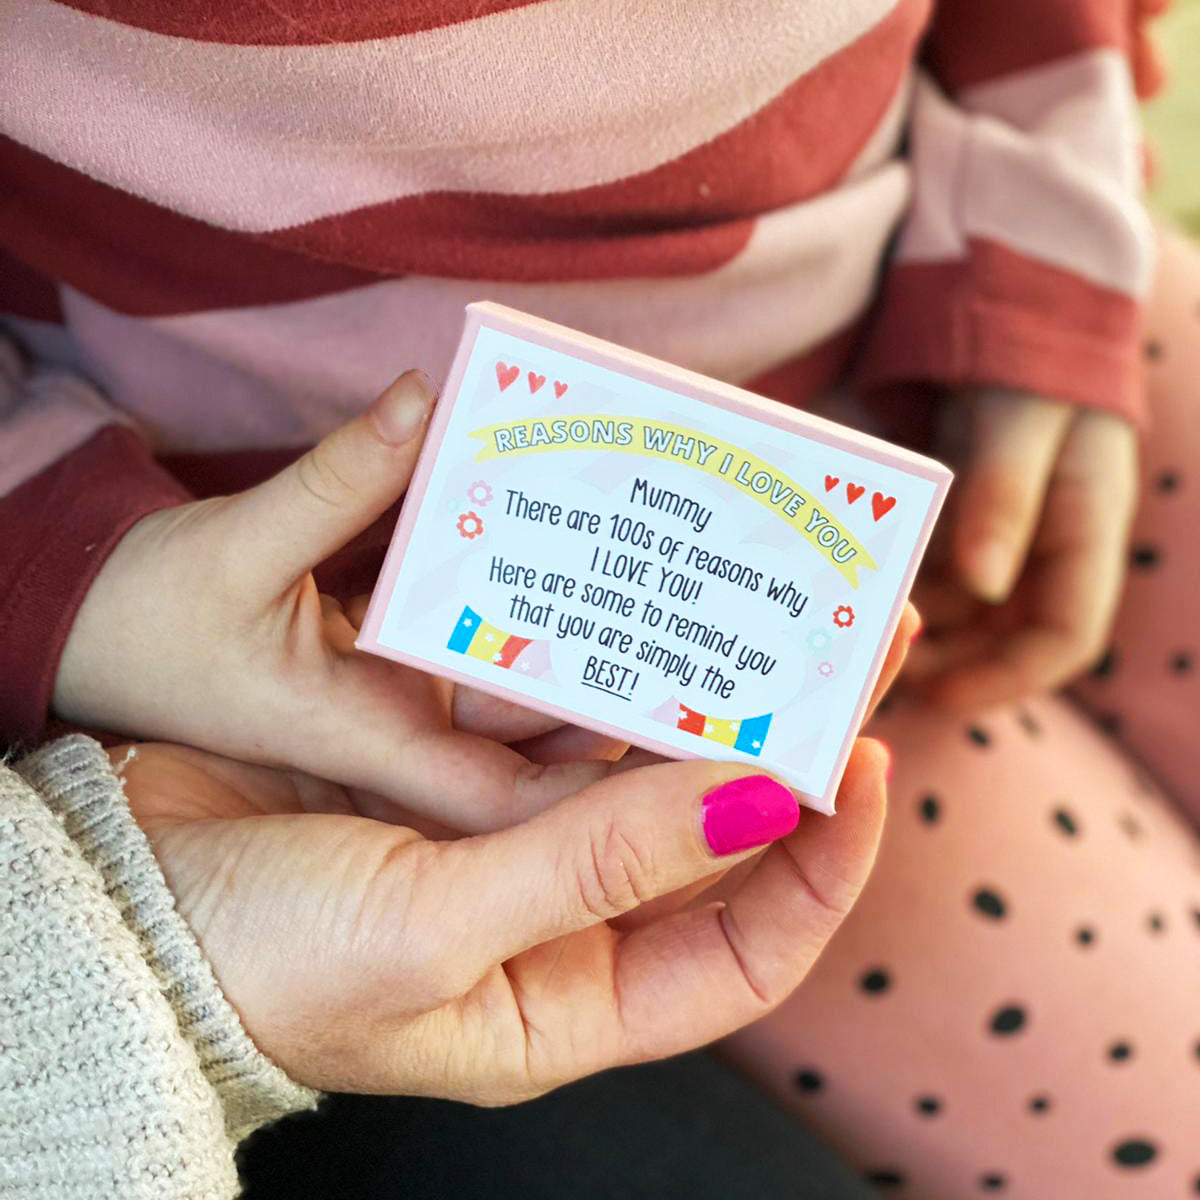 REASONS WHY I LOVE YOU
Mummy
There are 100s of reasons why
I LOVE YOU!
Here are some to remind you
that you are simply the
BEST!